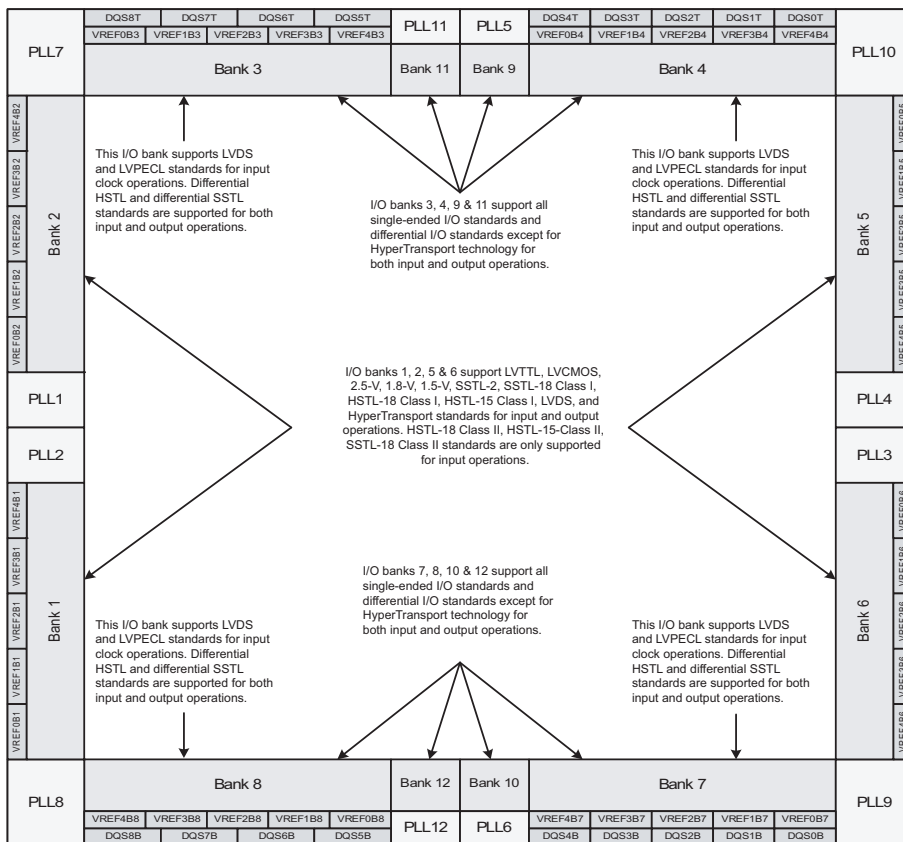 PLL7
DQS8T DQS7T DQS6T DQS5T
VREF0B3 VREF1B3 VREF2B3 VREF3B3 VREF4B3
Bank 3
PLL11
Bank 11
PLL5
Bank 9
DQS4T DQS3T DQS2T DQS1T DQS0T
VREF0B4 VREF1B4 VREF2B4 VREF3B4 VREF4B4
Bank 4
PLL10
VREF4B2
VREF3B2
VREF2B2
VREF1B2
VREF0B2
Bank 2
This I/O bank supports LVDS
and LVPECL standards for input
clock operations. Differential
HSTL and differential SSTL
standards are supported for both
input and output operations.
I/O banks 3, 4, 9 & 11 support all
single-ended I/O standards and
differential I/O standards except for
HyperTransport technology for
both input and output operations.
This I/O bank supports LVDS
and LVPECL standards for input
clock operations. Differential
HSTL and differential SSTL
standards are supported for both
input and output operations.
Bank 5
VREF0B5
VREF1B5
VREF2B5
VREF3B5
VREF4B5
PLL1
PLL2
I/O banks 1, 2, 5 & 6 support LVTTL, LVCMOS,
2.5-V, 1.8-V, 1.5-V, SSTL-2, SSTL-18 Class I,
HSTL-18 Class I, HSTL-15 Class I, LVDS, and
HyperTransport standards for input and output
operations. HSTL-18 Class II, HSTL-15-Class II,
SSTL-18 Class II standards are only supported
for input operations.
PLL4
PLL3
VREF4B1
VREF3B1
VREF2B1
VREF1B1
VREF0B1
Bank 1
This I/O bank supports LVDS
and LVPECL standards for input
clock operations. Differential
HSTL and differential SSTL
standards are supported for both
input and output operations.
I/O banks 7, 8, 10 & 12 support all
single-ended I/O standards and
differential I/O standards except for
HyperTransport technology for
both input and output operations.
This I/O bank supports LVDS
and LVPECL standards for input
clock operations. Differential
HSTL and differential SSTL
standards are supported for both
input and output operations.
Bank 6
VREF0B6
VREF1B6
VREF2B6
VREF3B6
VREF4B6
PLL8
Bank 8
VREF4B8 VREF3B8 VREF2B8 VREF1B8 VREF0B8
DQS8B DQS7B DQS6B DQS5B
Bank 12
PLL12
Bank 10
PLL6
Bank 7
VREF4B7 VREF3B7 VREF2B7 VREF1B7 VREF0B7
DQS4B DQS3B DQS2B DQS1B DQS0B
PLL9